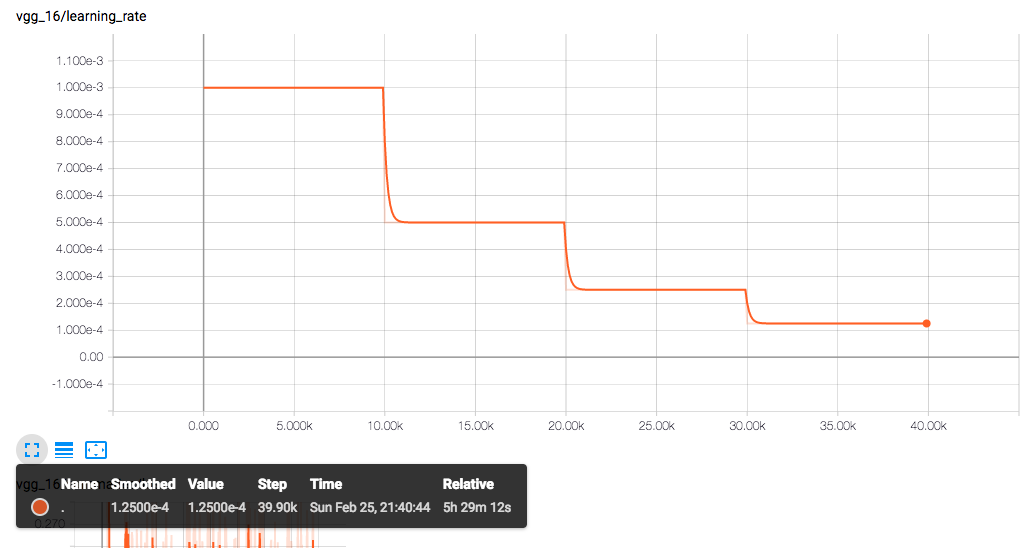 vgg_16/learning_rate
1.100e-3
1.000e-3
9.000e-4
8.000e-4
7.000e-4
6.000e-4
5.000e-4
4.000e-4
3.000e-4
2.000e-4
1.000e-4
0.00
-1.000e-4
0.000 5.000k 10.00k 15.00k 20.00k 25.00k 30.00k 35.00k 40.00k
vgg_16
Name Smoothed Value Step Time Relative
. 1.2500e-4 1.2500e-4 39.90k Sun Feb 25, 21:40:44 5h 29m 12s
0.270